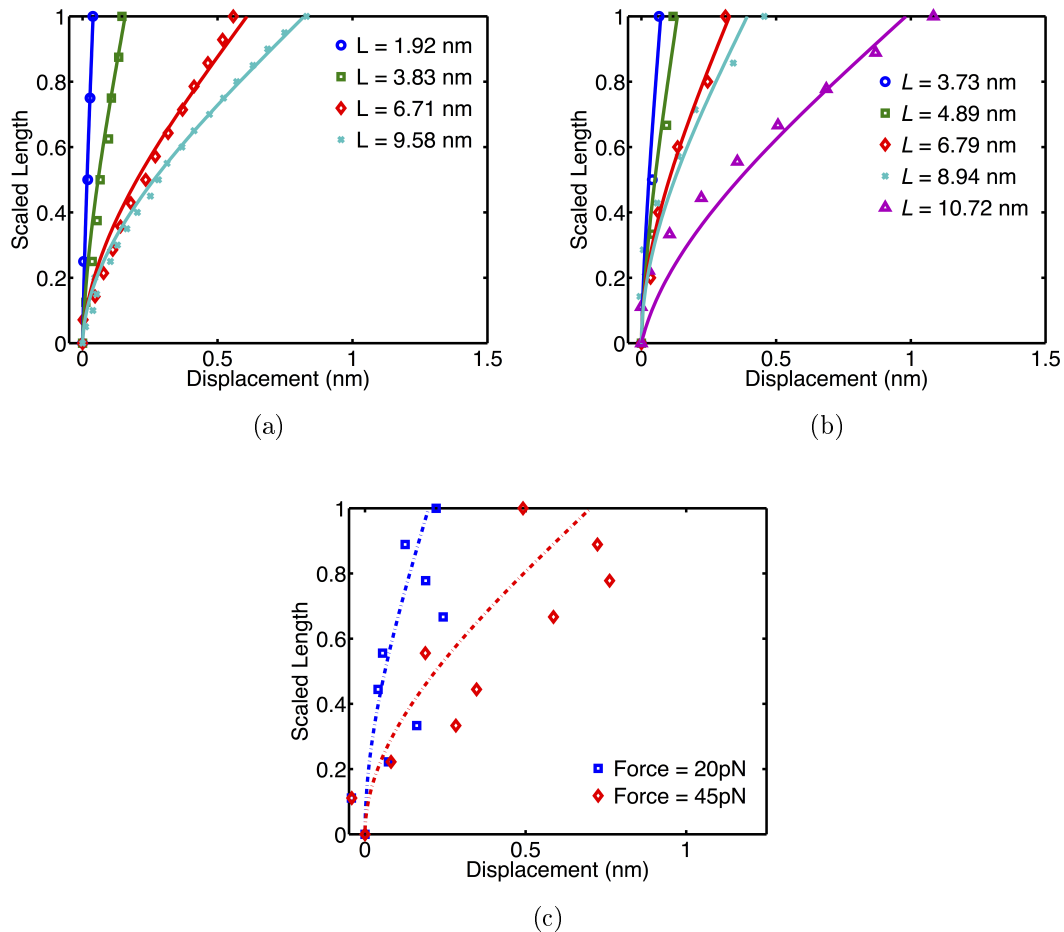 1
0.8
0.6
0.4
0.2
0
Scaled Length
0
0.5
1
1.5
Displacement (nm)
L = 1.92 nm
L = 3.83 nm
L = 6.71 nm
L = 9.58 nm
(a)
1
0.8
0.6
0.4
0.2
0
Scaled Length
0
0.5
1
1.5
Displacement (nm)
L = 3.73 nm
L = 4.89 nm
L = 6.79 nm
L = 8.94 nm
L = 10.72 nm
(b)
1
0.8
0.6
0.4
0.2
0
Scaled Length
0
0.5
1
Displacement (nm)
Force = 20pN
Force = 45pN
(c)